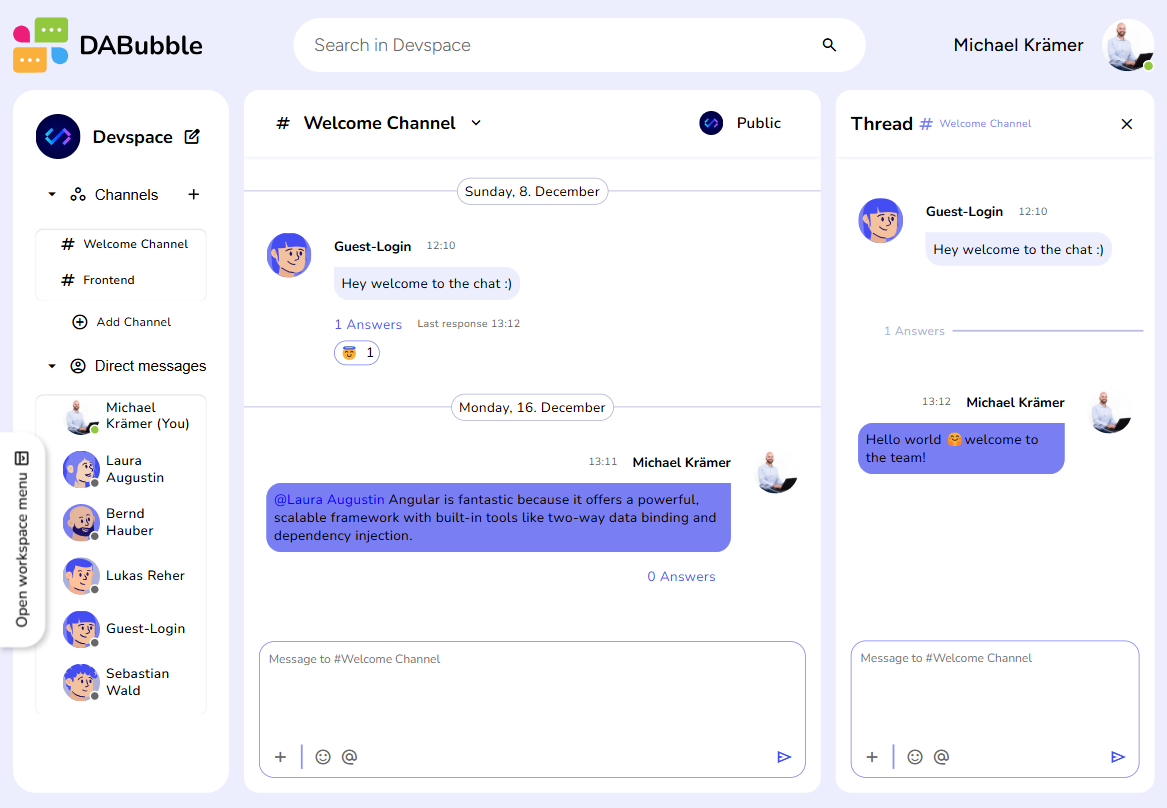 DABubble
Search in Devspace
Michael Krämer
Devspace
Channels +
# Welcome Channel
# Frontend
Add Channel
Direct messages
Michael
Krämer (You)
Laura
Augustin
Bernd
Hauber
Lukas Reher
Guest-Login
Sebastian
Wald
Open workspace menu
# Welcome Channel
Public
Sunday, 8. December
Guest-Login 12:10
Hey welcome to the chat :)
1 Answers Last response 13:12
😇 1
Monday, 16. December
13:11 Michael Krämer
@Laura Augustin Angular is fantastic because it offers a powerful,
scalable framework with built-in tools like two-way data binding and
dependency injection.
0 Answers
Message to #Welcome Channel
+ @
Thread # Welcome Channel
Guest-Login 12:10
Hey welcome to the chat :)
1 Answers
13:12 Michael Krämer
Hello world 🤗 welcome to
the team!
Message to #Welcome Channel
+ @